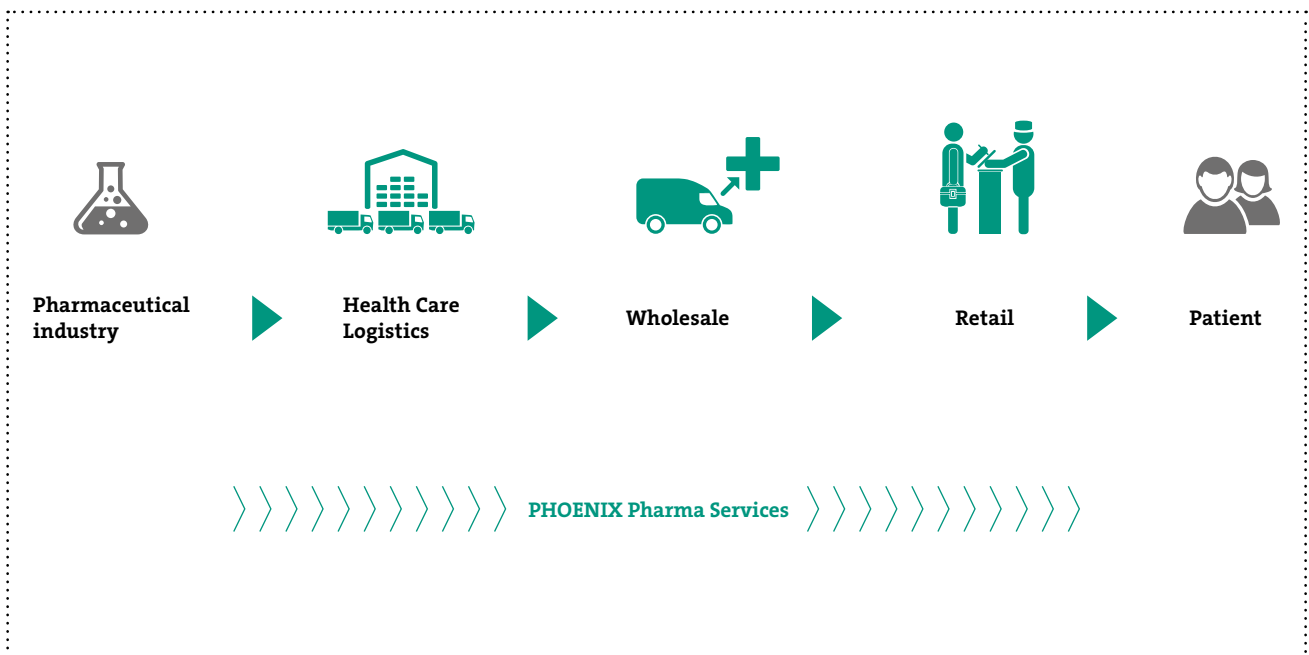 Pharmaceutical
industry
Health Care
Logistics
Wholesale
Retail
Patient
PHOENIX Pharma Services